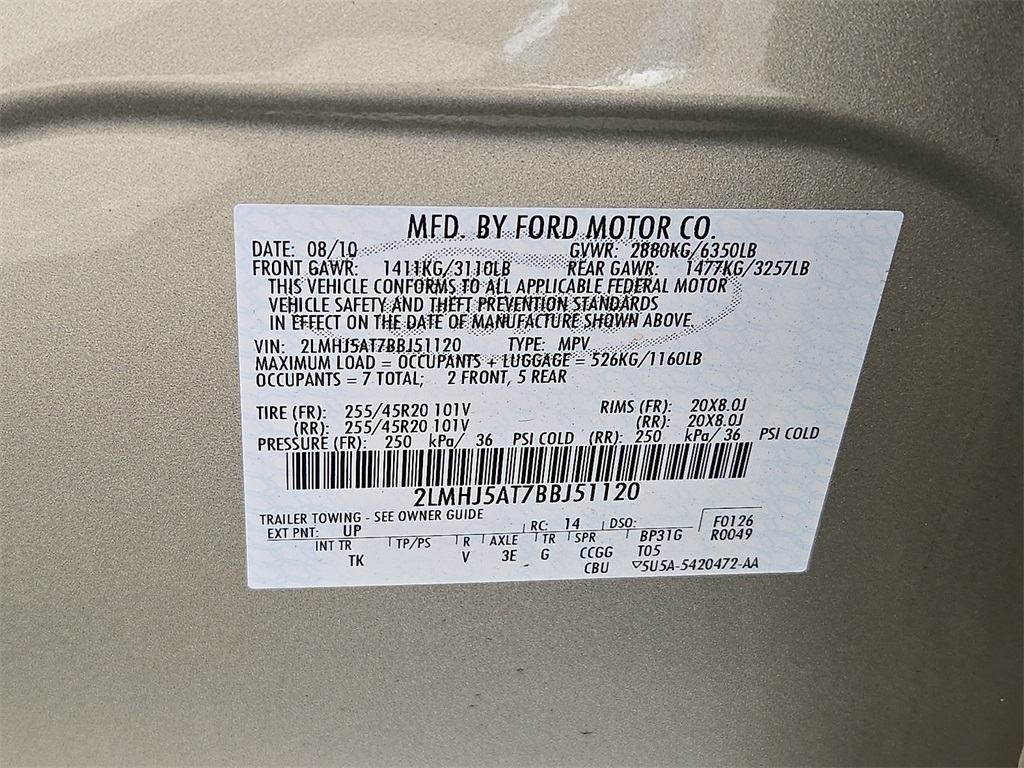 MFD. BY FORD MOTOR CO.
DATE: 08/10 GVWR: 2880KG/6350LB
FRONT GAWR: 1411KG/3110LB REAR GAWR: 1477KG/3257LB
THIS VEHICLE CONFORMS TO ALL APPLICABLE FEDERAL MOTOR
VEHICLE SAFETY AND THEFT PREVENTION STANDARDS
IN EFFECT ON THE DATE OF MANUFACTURE SHOWN ABOVE.
VIN: 2LMHJ5AT7BBJ51120 TYPE: MPV
MAXIMUM LOAD = OCCUPANTS + LUGGAGE = 526KG/1160LB
OCCUPANTS = 7 TOTAL; 2 FRONT, 5 REAR
TIRE (FR): 255/45R20 101V RIMS (FR): 20X8.0J
(RR): 255/45R20 101V (RR): 20X8.0J
PRESSURE (FR): 250 kPa/ 36 PSI COLD (RR): 250 kPa/ 36 PSI COLD
2LMHJ5AT7BBJ51120
TRAILER TOWING - SEE OWNER GUIDE
EXT PNT: UP RC: 14 DSO: F0126
INT TR TP/PS R AXLE TR SPR BP31G R0049
TK V 3E G CCGG T05
CBU 5U5A-5420472-AA